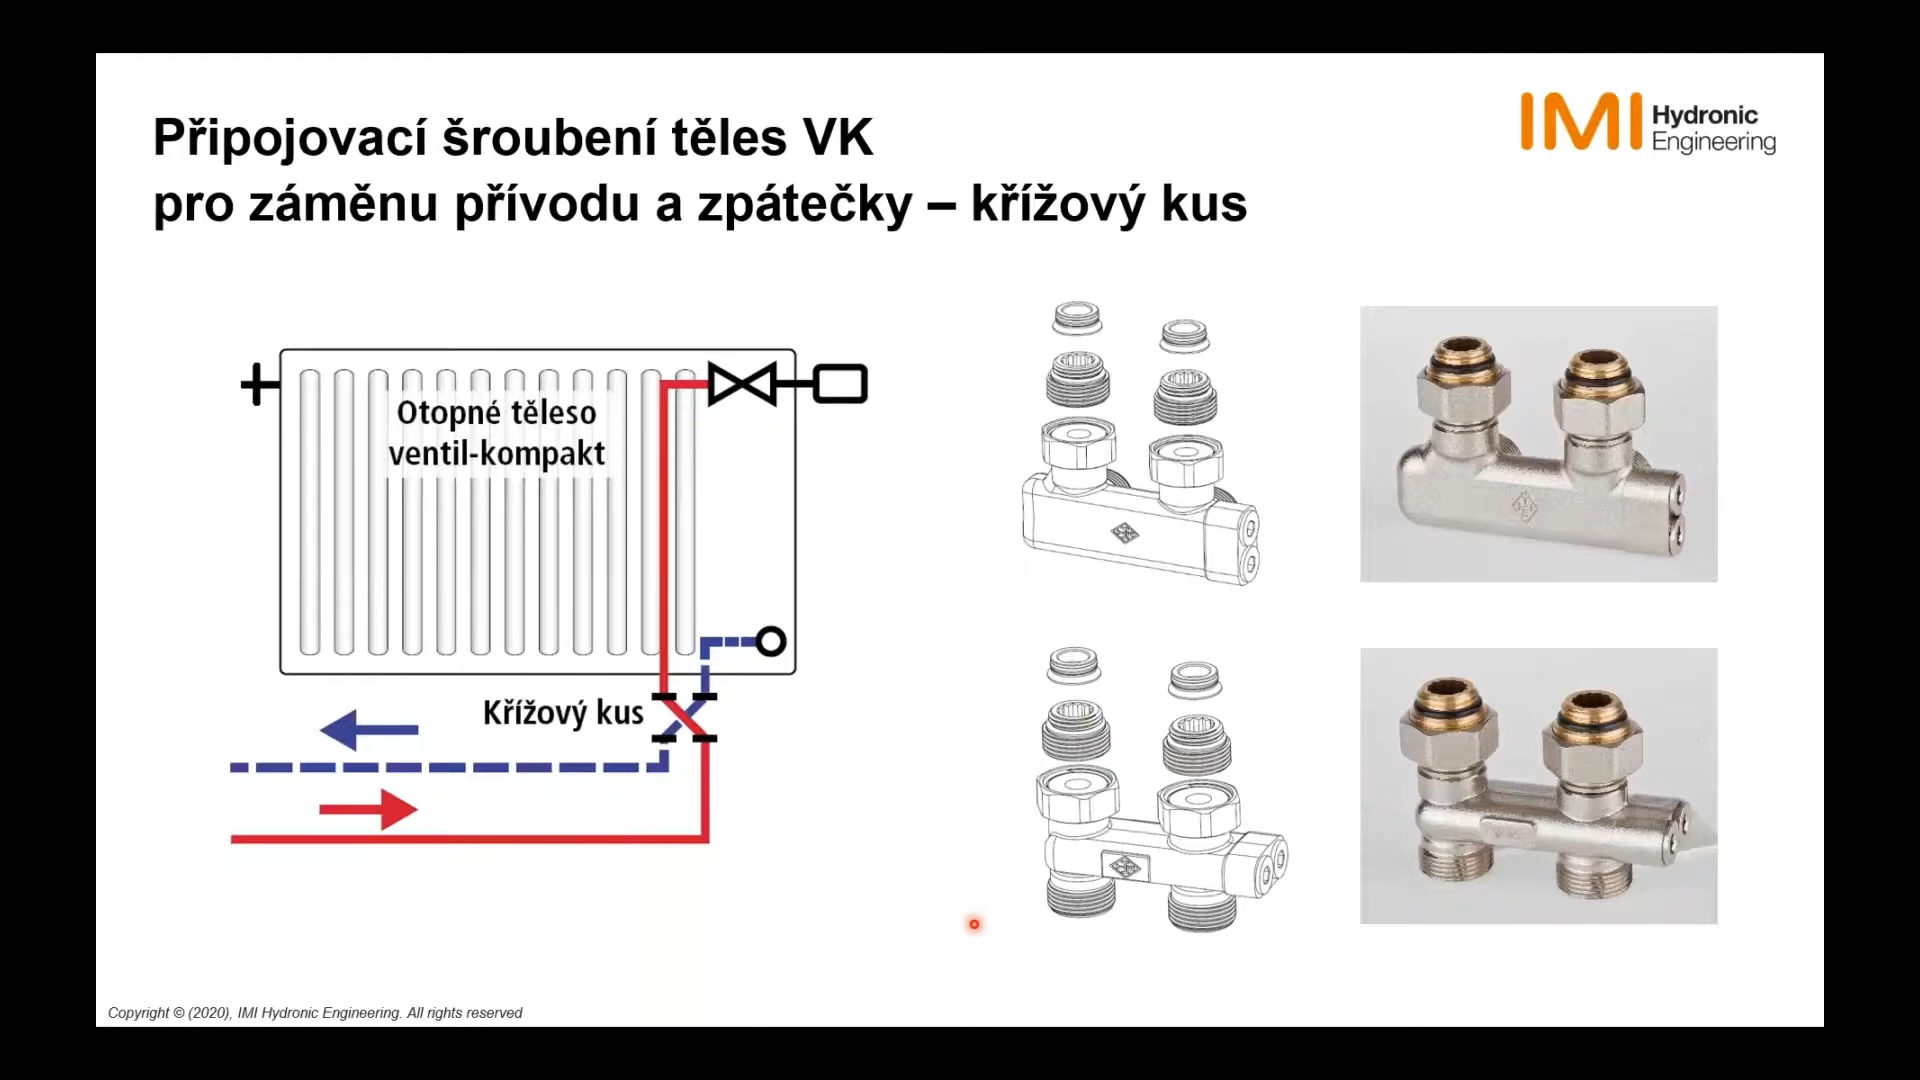 Připojovací šroubení těles VK
pro záměnu přívodu a zpátečky – křížový kus
IMI Hydronic
Engineering
Otopné těleso
ventil-kompakt
Křížový kus
Copyright © (2020), IMI Hydronic Engineering. All rights reserved